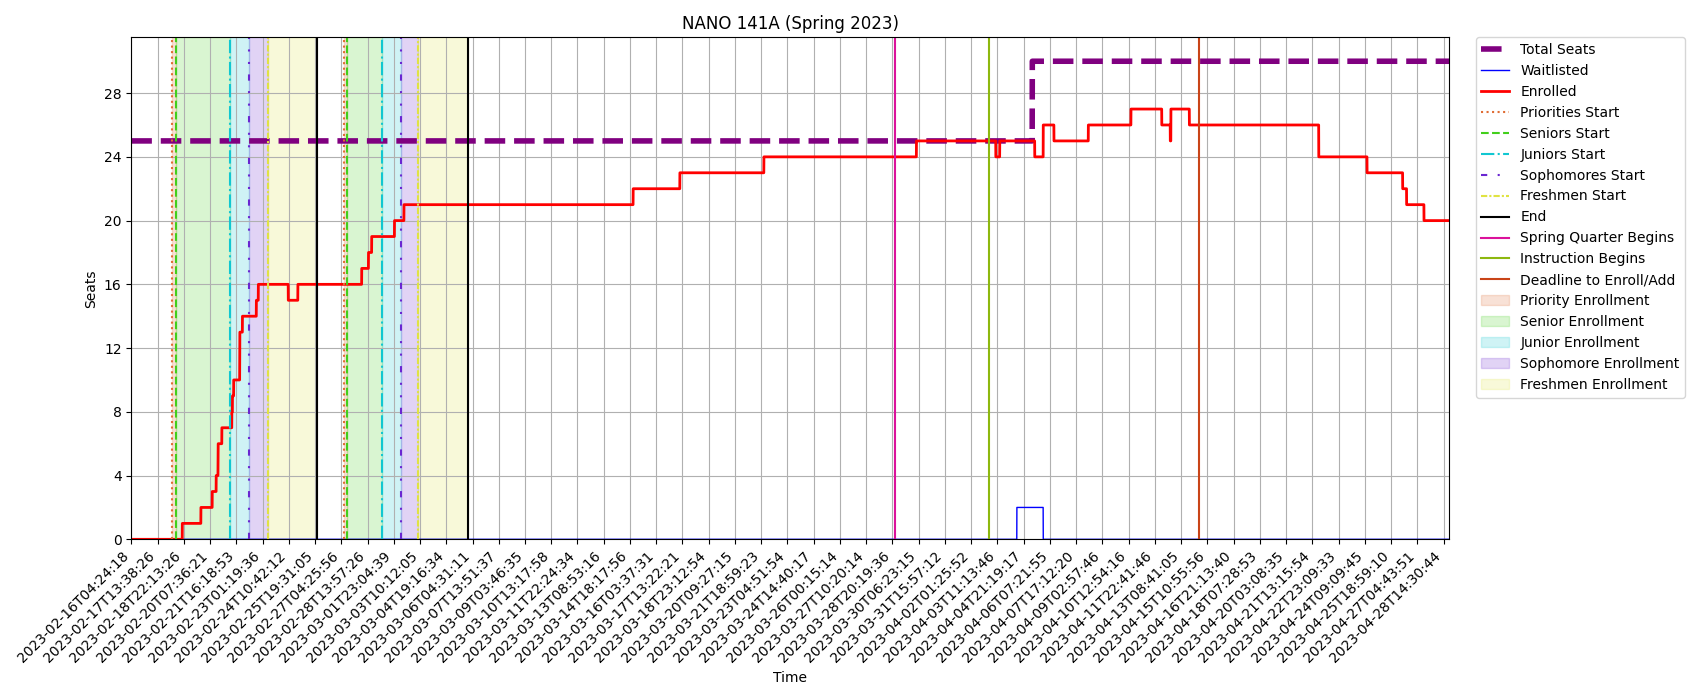 NANO 141A (Spring 2023)
Seats
28
24
20
16
12
8
4
0
2023-02-16T04:24:18
2023-02-17T13:38:26
2023-02-18T22:13:26
2023-02-20T07:36:21
2023-02-21T16:18:53
2023-02-23T01:19:36
2023-02-24T10:42:12
2023-02-25T19:31:05
2023-02-27T04:25:56
2023-02-28T13:57:26
2023-03-01T23:04:39
2023-03-03T10:12:05
2023-03-04T19:16:34
2023-03-06T04:31:11
2023-03-07T13:51:37
2023-03-09T03:46:35
2023-03-10T13:17:58
2023-03-11T22:24:34
2023-03-13T08:53:16
2023-03-14T18:17:56
2023-03-16T03:37:31
2023-03-17T13:22:21
2023-03-18T23:12:54
2023-03-20T09:27:15
2023-03-21T18:59:23
2023-03-23T04:51:54
2023-03-24T14:40:17
2023-03-26T00:15:14
2023-03-27T10:20:14
2023-03-28T20:19:36
2023-03-30T06:23:15
2023-03-31T15:57:12
2023-04-02T01:25:52
2023-04-03T11:13:46
2023-04-04T21:19:17
2023-04-06T07:21:55
2023-04-07T17:12:20
2023-04-09T02:57:46
2023-04-10T12:54:16
2023-04-11T22:41:46
2023-04-13T08:41:05
2023-04-15T10:55:56
2023-04-16T21:13:40
2023-04-18T07:28:53
2023-04-20T03:08:35
2023-04-21T13:15:54
2023-04-22T23:09:33
2023-04-24T09:09:45
2023-04-25T18:59:10
2023-04-27T04:43:51
2023-04-28T14:30:44
Time
Total Seats
Waitlisted
Enrolled
Priorities Start
Seniors Start
Juniors Start
Sophomores Start
Freshmen Start
End
Spring Quarter Begins
Instruction Begins
Deadline to Enroll/Add
Priority Enrollment
Senior Enrollment
Junior Enrollment
Sophomore Enrollment
Freshmen Enrollment